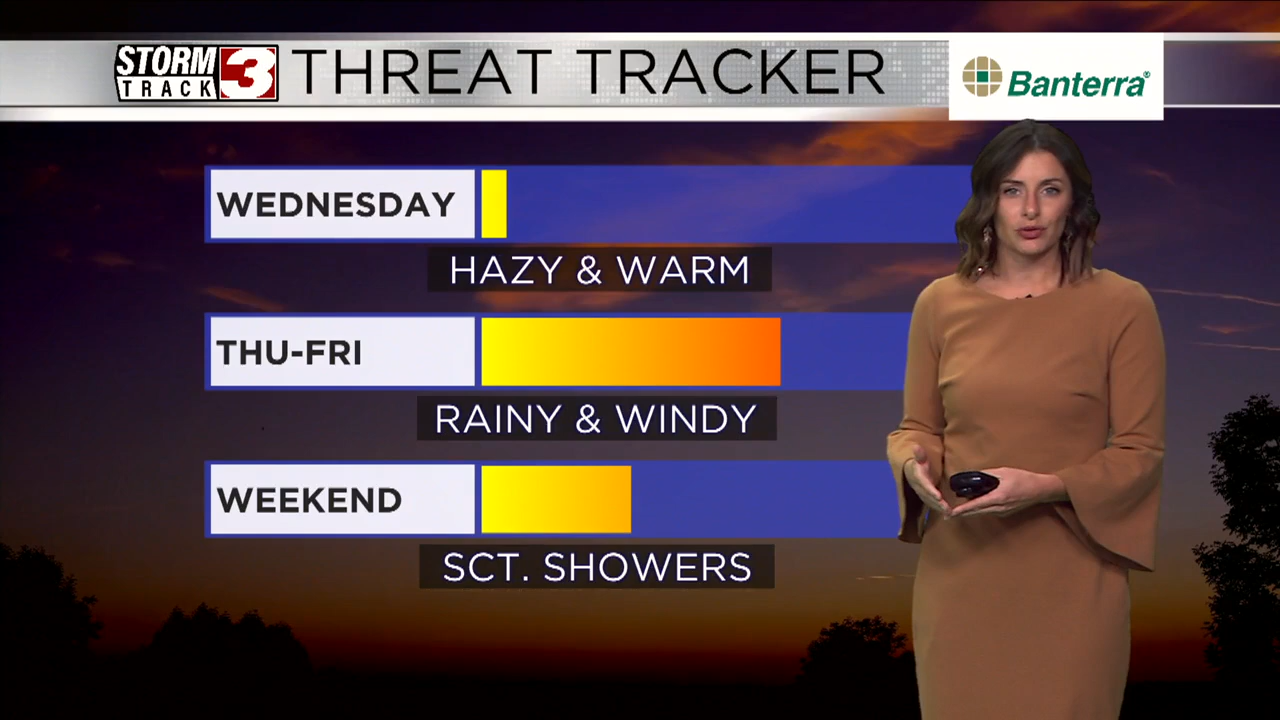 STORM TRACK 3
THREAT TRACKER
Banterra®
WEDNESDAY
HAZY & WARM
THU-FRI
RAINY & WINDY
WEEKEND
SCT. SHOWERS